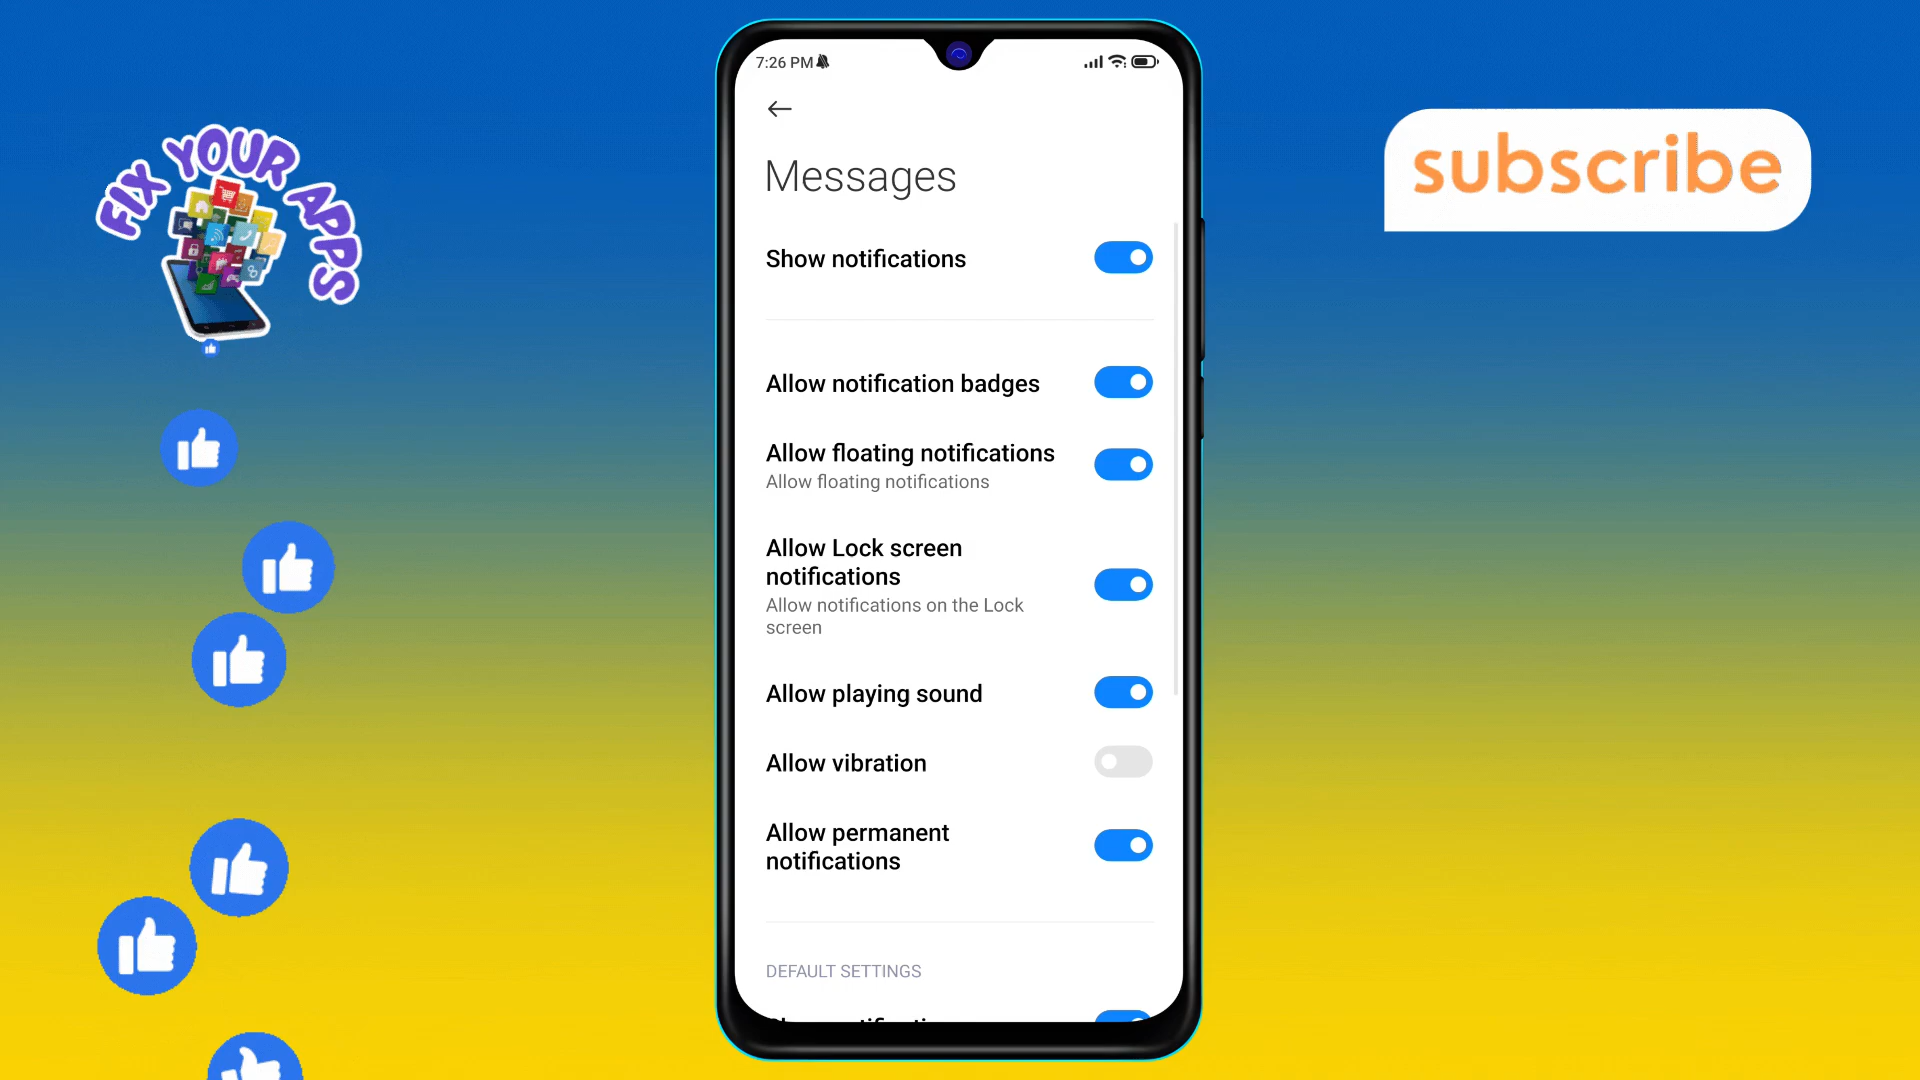 FIX YOUR APPS
subscribe
7:26 PM
Messages
Show notifications
Allow notification badges
Allow floating notifications
Allow floating notifications
Allow Lock screen
notifications
Allow notifications on the Lock
screen
Allow playing sound
Allow vibration
Allow permanent
notifications
DEFAULT SETTINGS